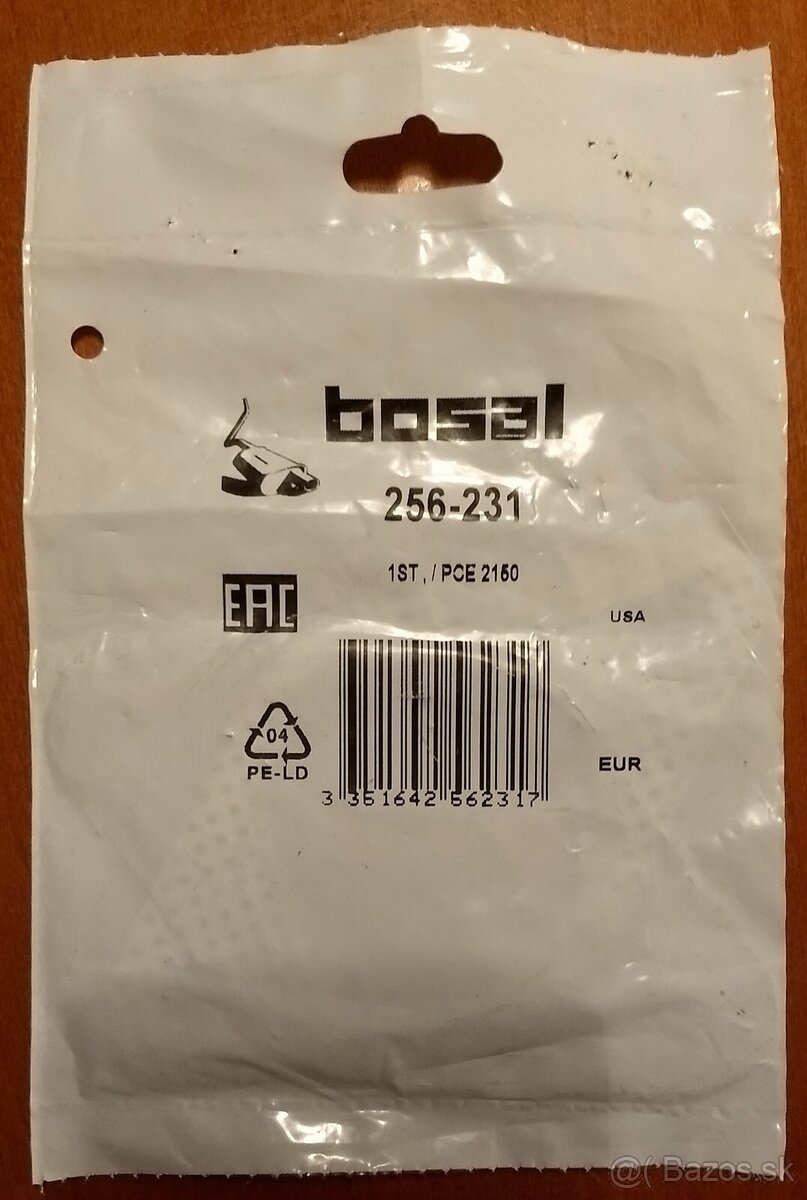 bosal
256-231
1ST , / PCE 2150
EAC
USA
04
PE-LD
EUR
3 351642 562317
@( Bazos.sk